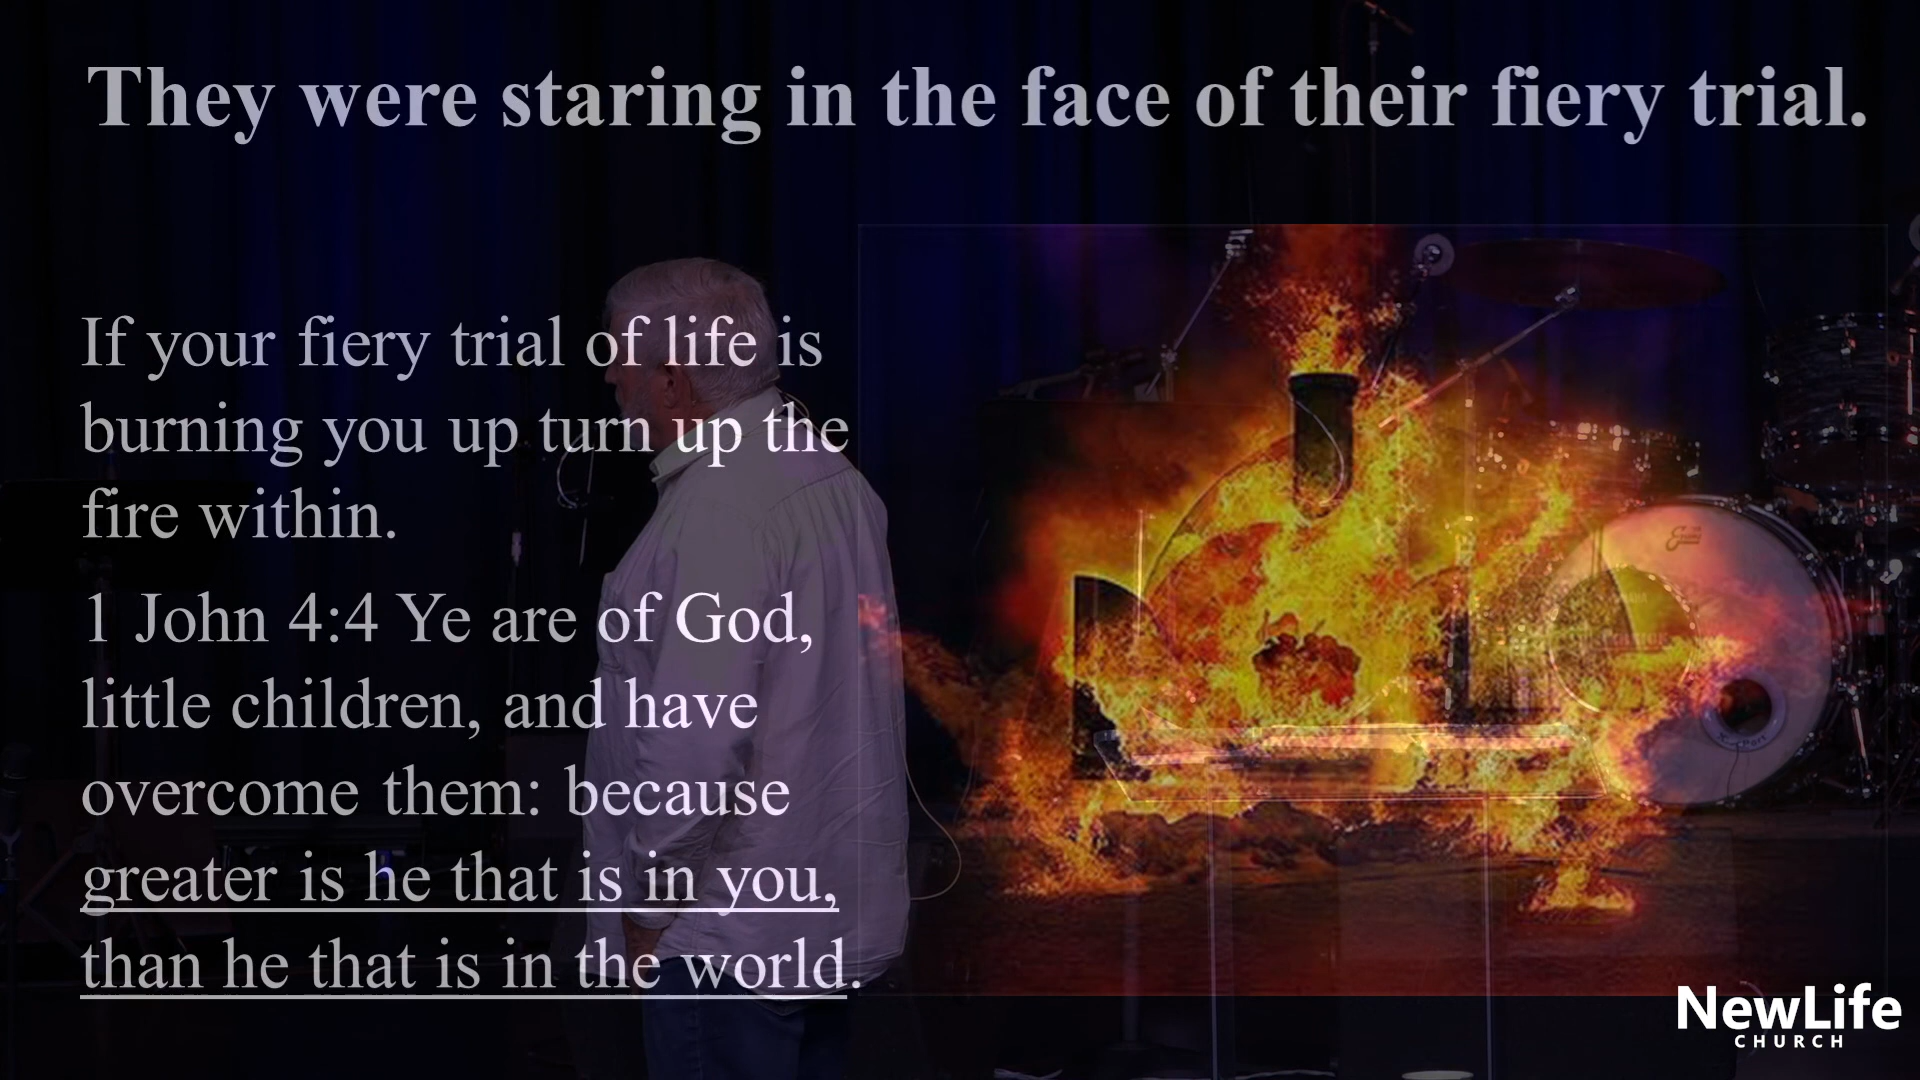 They were staring in the face of their fiery trial.
If your fiery trial of life is
burning you up turn up the
fire within.
1 John 4:4 Ye are of God,
little children, and have
overcome them: because
greater is he that is in you,
than he that is in the world.
NewLife
CHURCH